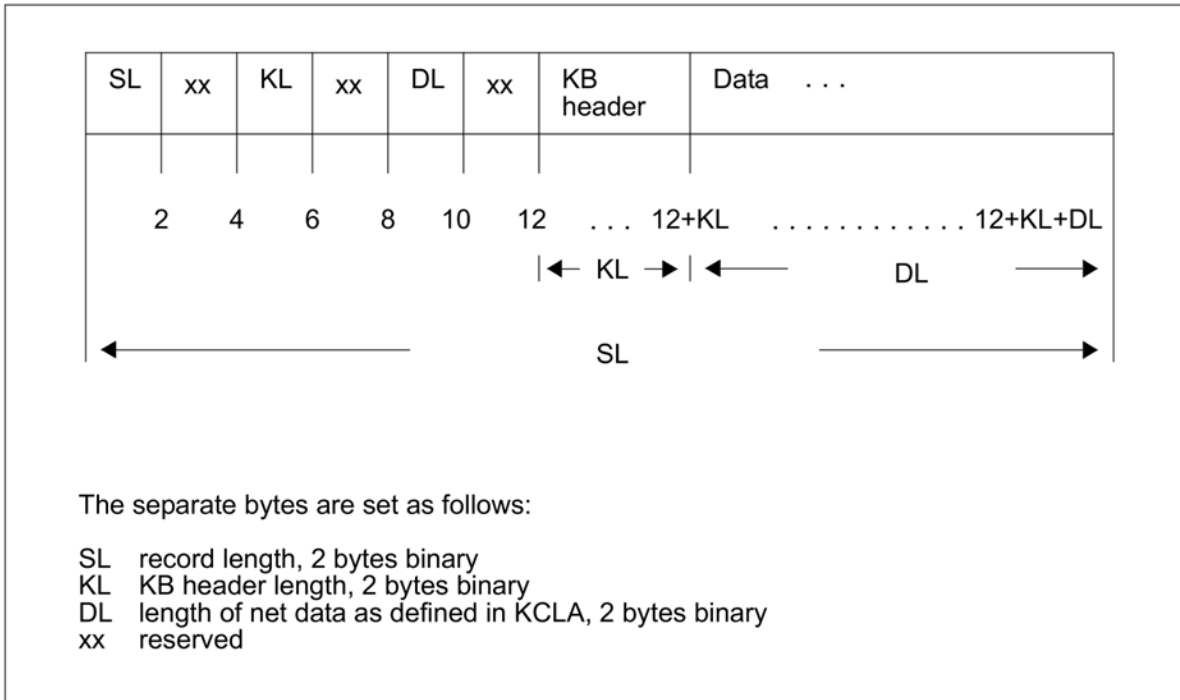 SL xx KL xx DL xx KB header Data . . .
2 4 6 8 10 12 . . . 12+KL . . . . . . . . . . . . 12+KL+DL
KL DL
SL
The separate bytes are set as follows:
SL record length, 2 bytes binary
KL KB header length, 2 bytes binary
DL length of net data as defined in KCLA, 2 bytes binary
xx reserved